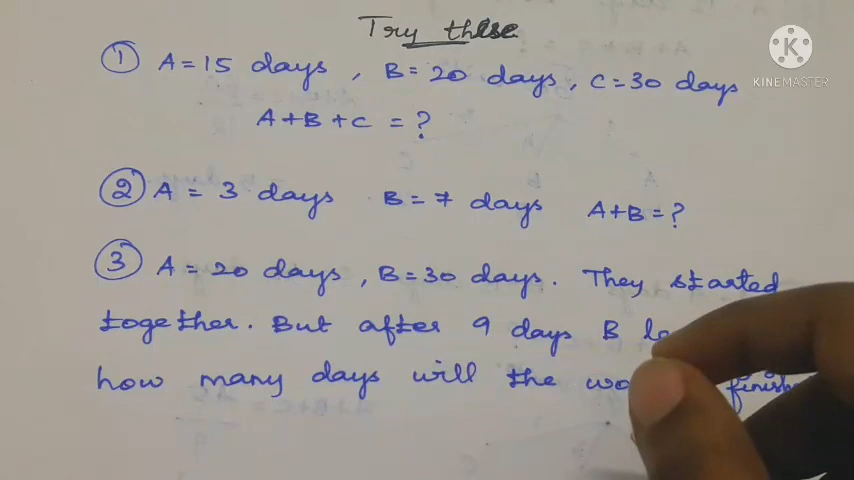 Try these
① A = 15 days , B = 20 days, C = 30 days
A + B + C = ?
② A = 3 days B = 7 days A + B = ?
③ A = 20 days , B = 30 days. They started
together. But after 9 days B
how many days will the
K
KINEMASTER